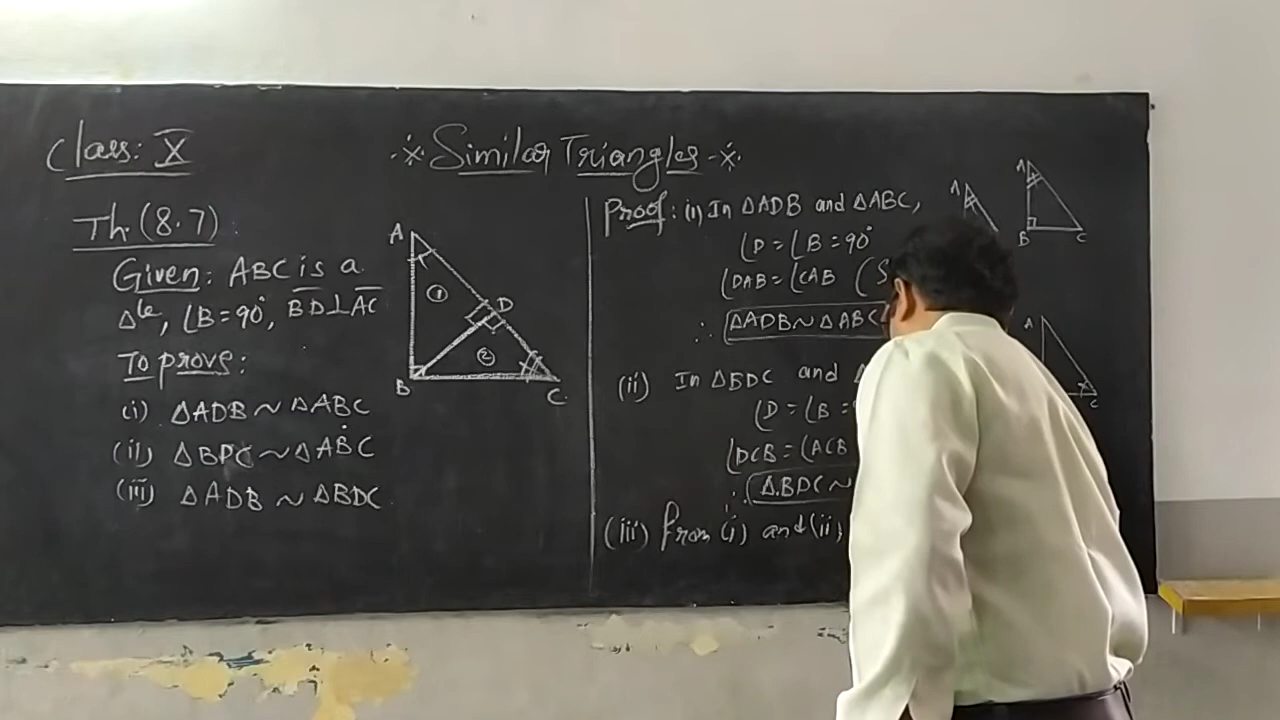 Class: X
·※· Similar Triangles ·※·
Th. (8.7)
Given: ABC is a
Δle, ∠B = 90°, BD⊥AC
To prove:
(i) ΔADB ~ ΔABC
(ii) ΔBDC ~ ΔABC
(iii) ΔADB ~ ΔBDC
A
①
D
②
B
C
Proof: (i) In ΔADB and ΔABC,
∠D = ∠B = 90°
∠DAB = ∠CAB (
∴ ΔADB ~ ΔABC
(ii) In ΔBDC and
∠D = ∠B =
∠DCB = ∠ACB
∴ ΔBDC ~
(iii) From (i) and (ii)
A
A
B
C
A
C